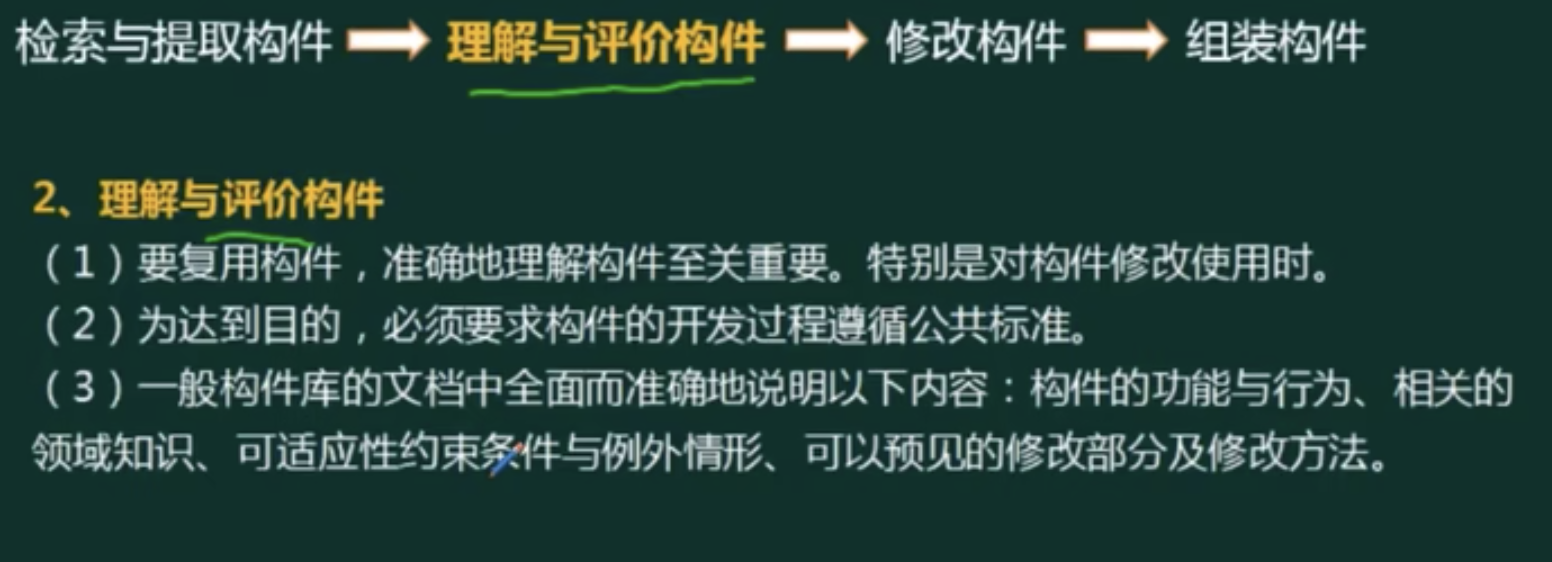 检索与提取构件 理解与评价构件 修改构件 组装构件
2、理解与评价构件
（1）要复用构件，准确地理解构件至关重要。特别是对构件修改使用时。
（2）为达到目的，必须要求构件的开发过程遵循公共标准。
（3）一般构件库的文档中全面而准确地说明以下内容：构件的功能与行为、相关的
领域知识、可适应性约束条件与例外情形、可以预见的修改部分及修改方法。